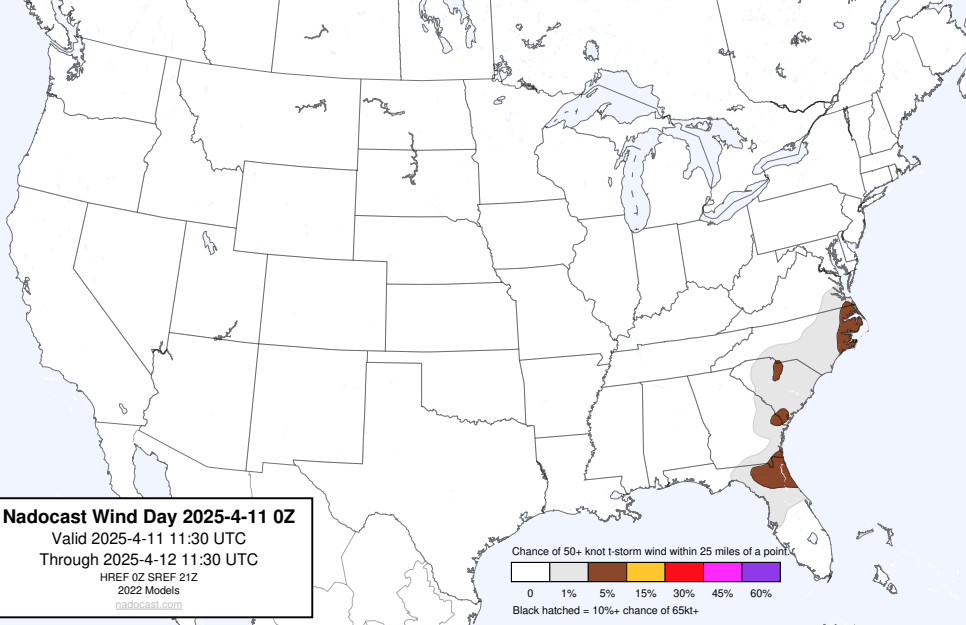 Nadocast Wind Day 2025-4-11 0Z
Valid 2025-4-11 11:30 UTC
Through 2025-4-12 11:30 UTC
HREF 0Z SREF 21Z
2022 Models
nadocast.com
Chance of 50+ knot t-storm wind within 25 miles of a point.
0 1% 5% 15% 30% 45% 60%
Black hatched = 10%+ chance of 65kt+